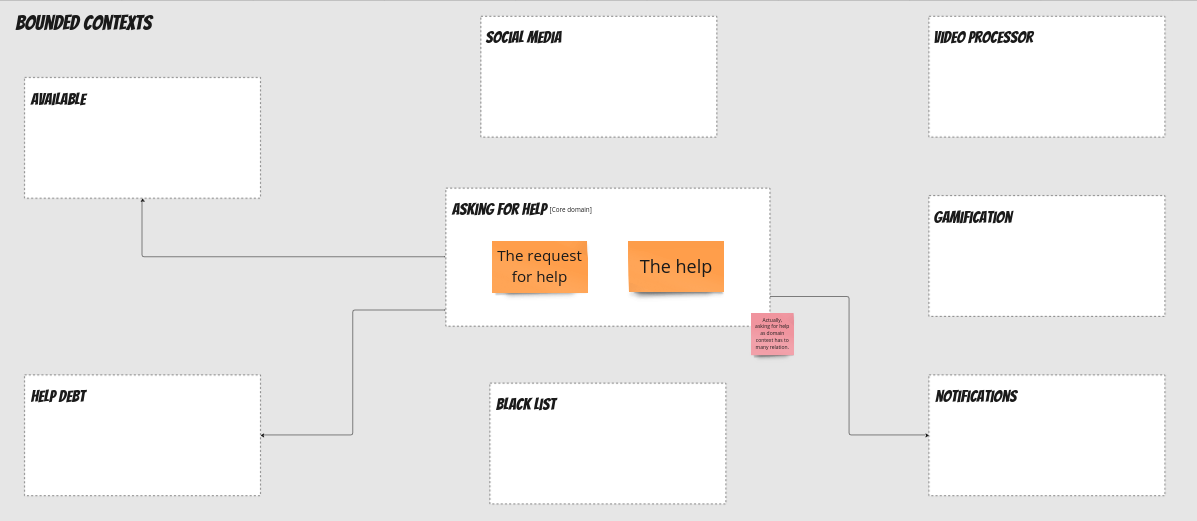 BOUNDED CONTEXTS
SOCIAL MEDIA
VIDEO PROCESSOR
AVAILABLE
ASKING FOR HELP [Core domain]
GAMIFICATION
The request
for help
The help
Actually,
asking for help
as domain
context has to
many relation.
HELP DEBT
BLACK LIST
NOTIFICATIONS